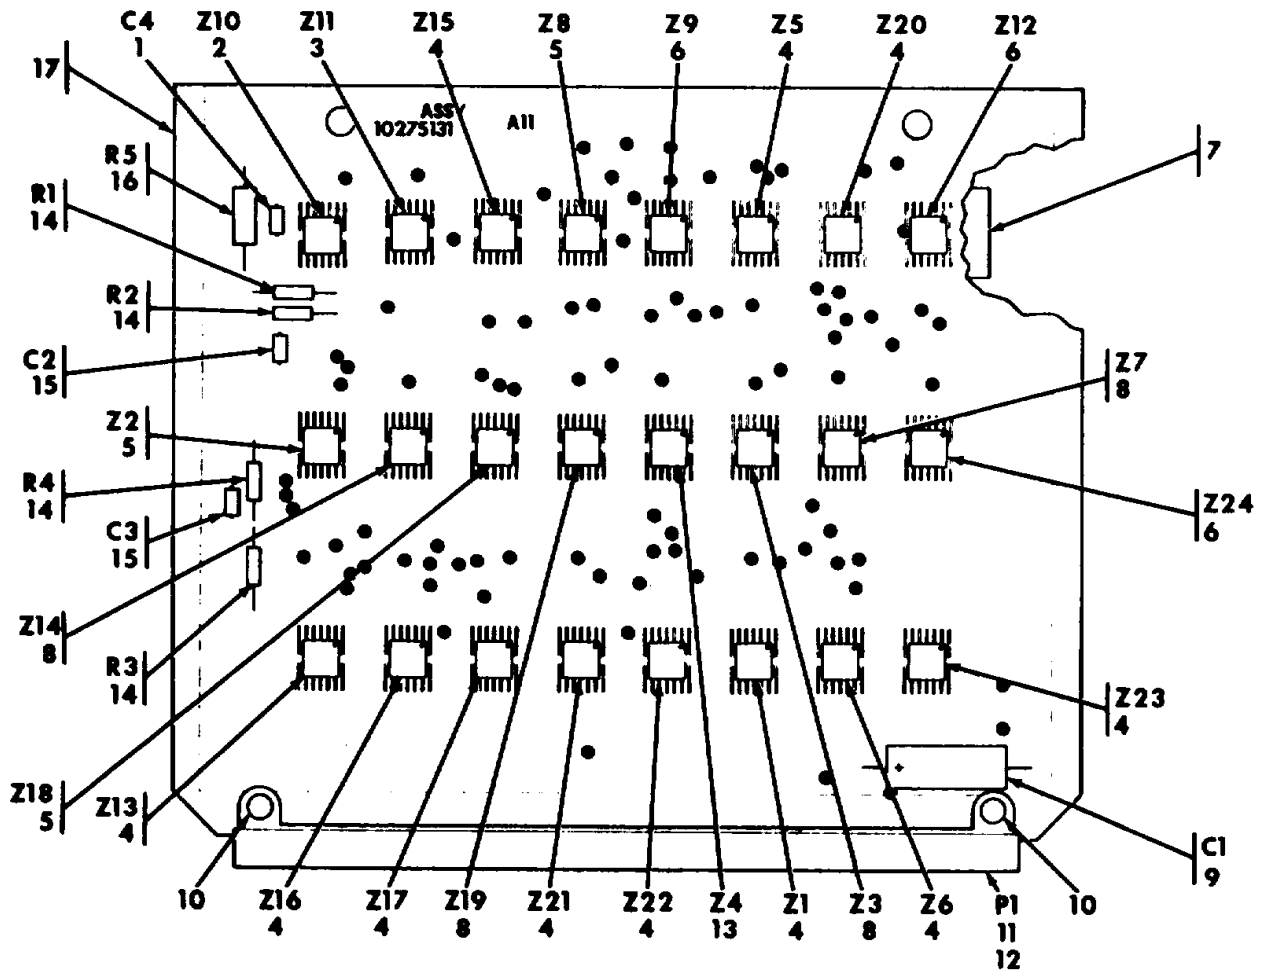 C4 Z10 Z11 Z15 Z8 Z9 Z5 Z20 Z12
1 2 3 4 5 6 4 4 6
17
ASSY
10275131 A11
7
R5
16
R1
14
R2
14
C2
15
Z7
8
Z2
5
R4
14
Z24
6
C3
15
Z14
8
R3
14
Z23
4
Z18
5
Z13
4
+
C1
9
10 Z16 Z17 Z19 Z21 Z22 Z4 Z1 Z3 Z6 P1 10
4 4 8 4 4 13 4 8 4 11
12